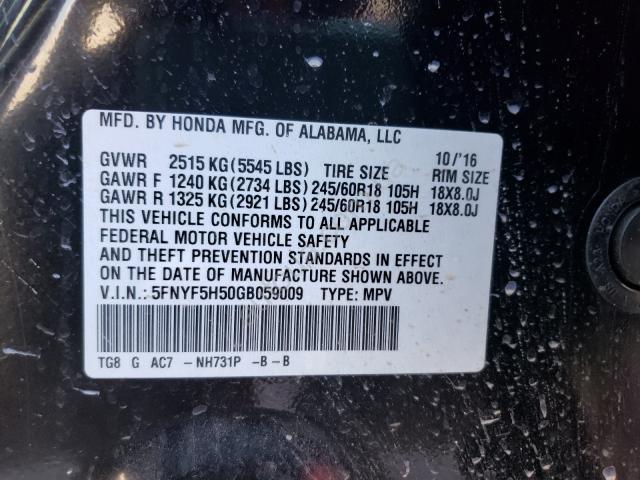 MFD. BY HONDA MFG. OF ALABAMA, LLC
10/'16
GVWR 2515 KG (5545 LBS) TIRE SIZE RIM SIZE
GAWR F 1240 KG (2734 LBS) 245/60R18 105H 18X8.0J
GAWR R 1325 KG (2921 LBS) 245/60R18 105H 18X8.0J
THIS VEHICLE CONFORMS TO ALL APPLICABLE
FEDERAL MOTOR VEHICLE SAFETY
AND THEFT PREVENTION STANDARDS IN EFFECT
ON THE DATE OF MANUFACTURE SHOWN ABOVE.
V.I.N.: 5FNYF5H50GB059009 TYPE: MPV
TG8 G AC7 -NH731P -B-B